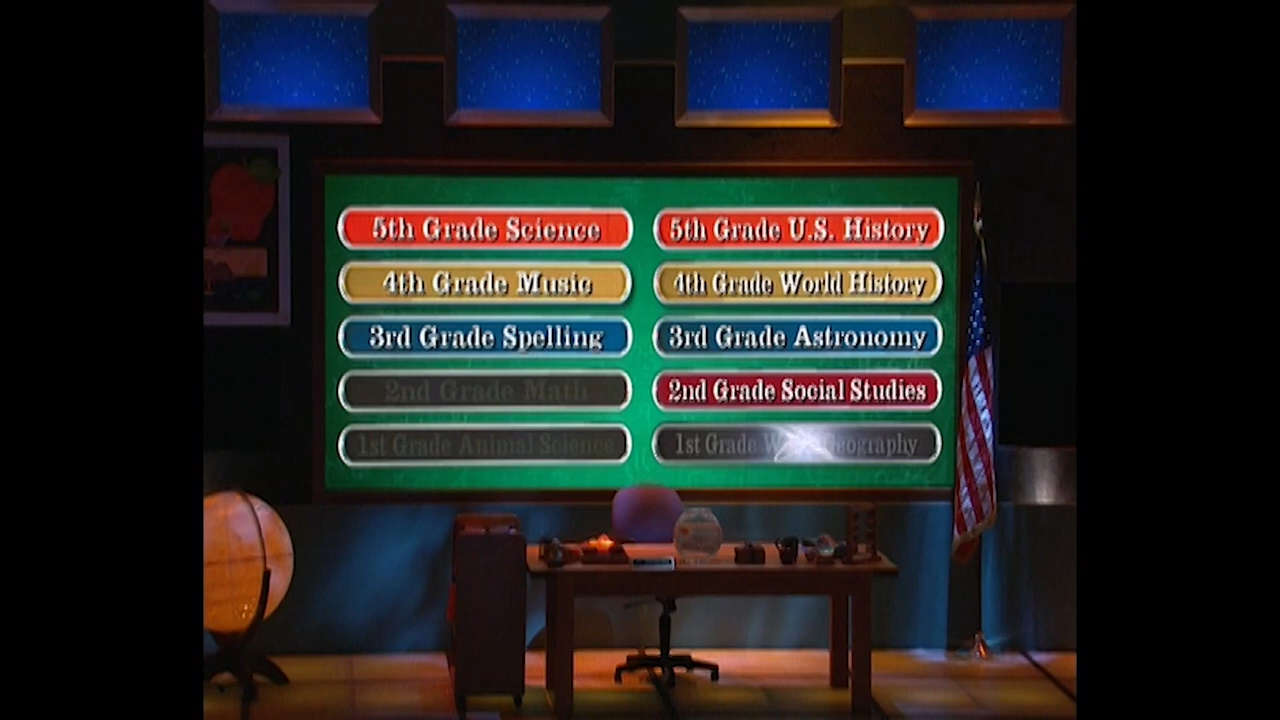 5th Grade Science
5th Grade U.S. History
4th Grade Music
4th Grade World History
3rd Grade Spelling
3rd Grade Astronomy
2nd Grade Math
2nd Grade Social Studies
1st Grade Animal Science
1st Grade Geography